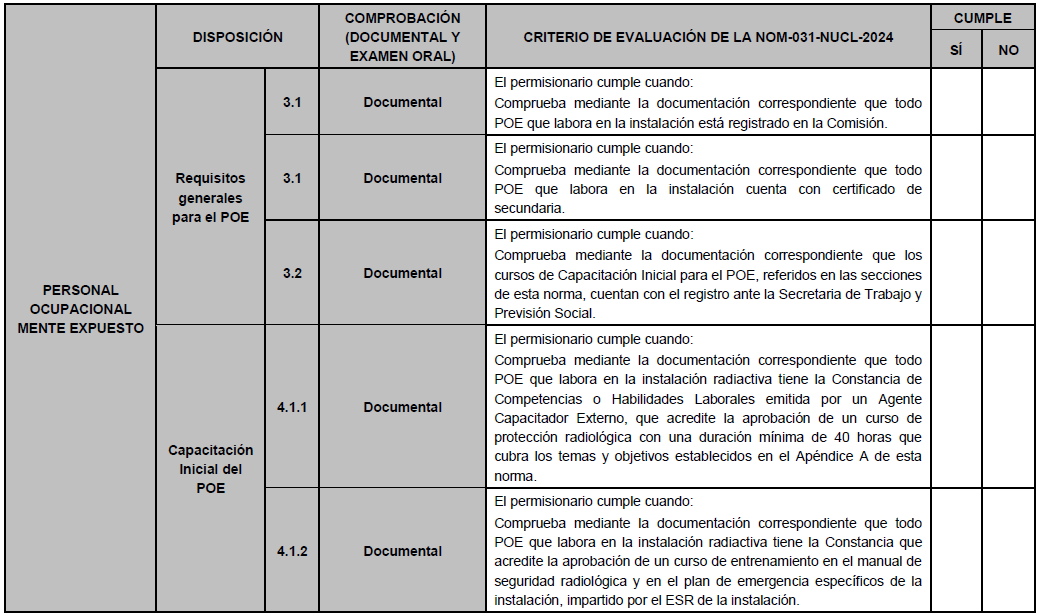 DISPOSICIÓN
COMPROBACIÓN
(DOCUMENTAL Y
EXAMEN ORAL)
CRITERIO DE EVALUACIÓN DE LA NOM-031-NUCL-2024
CUMPLE
SÍ
NO
PERSONAL
OCUPACIONAL
MENTE EXPUESTO
Requisitos
generales
para el POE
3.1
Documental
El permisionario cumple cuando:
Comprueba mediante la documentación correspondiente que todo
POE que labora en la instalación está registrado en la Comisión.
3.1
Documental
El permisionario cumple cuando:
Comprueba mediante la documentación correspondiente que todo
POE que labora en la instalación cuenta con certificado de
secundaria.
3.2
Documental
El permisionario cumple cuando:
Comprueba mediante la documentación correspondiente que los
cursos de Capacitación Inicial para el POE, referidos en las secciones
de esta norma, cuentan con el registro ante la Secretaria de Trabajo y
Previsión Social.
Capacitación
Inicial del
POE
4.1.1
Documental
El permisionario cumple cuando:
Comprueba mediante la documentación correspondiente que todo
POE que labora en la instalación radiactiva tiene la Constancia de
Competencias o Habilidades Laborales emitida por un Agente
Capacitador Externo, que acredite la aprobación de un curso de
protección radiológica con una duración mínima de 40 horas que
cubra los temas y objetivos establecidos en el Apéndice A de esta
norma.
4.1.2
Documental
El permisionario cumple cuando:
Comprueba mediante la documentación correspondiente que todo
POE que labora en la instalación radiactiva tiene la Constancia que
acredite la aprobación de un curso de entrenamiento en el manual de
seguridad radiológica y en el plan de emergencia específicos de la
instalación, impartido por el ESR de la instalación.